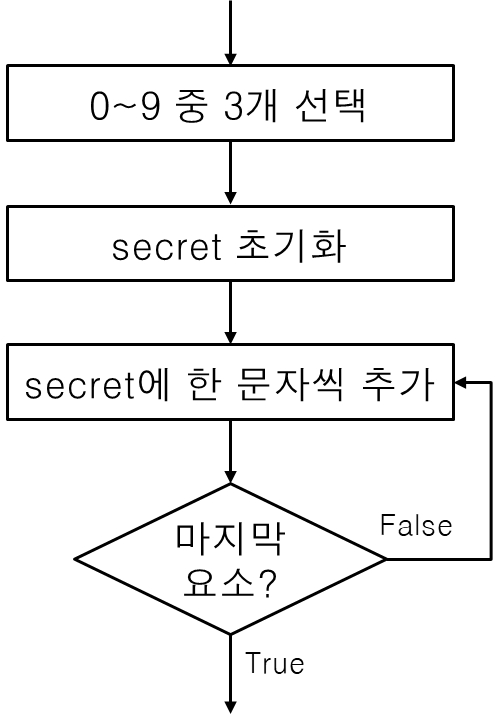 0~9 중 3개 선택
secret 초기화
secret에 한 문자씩 추가
마지막
요소?
False
True